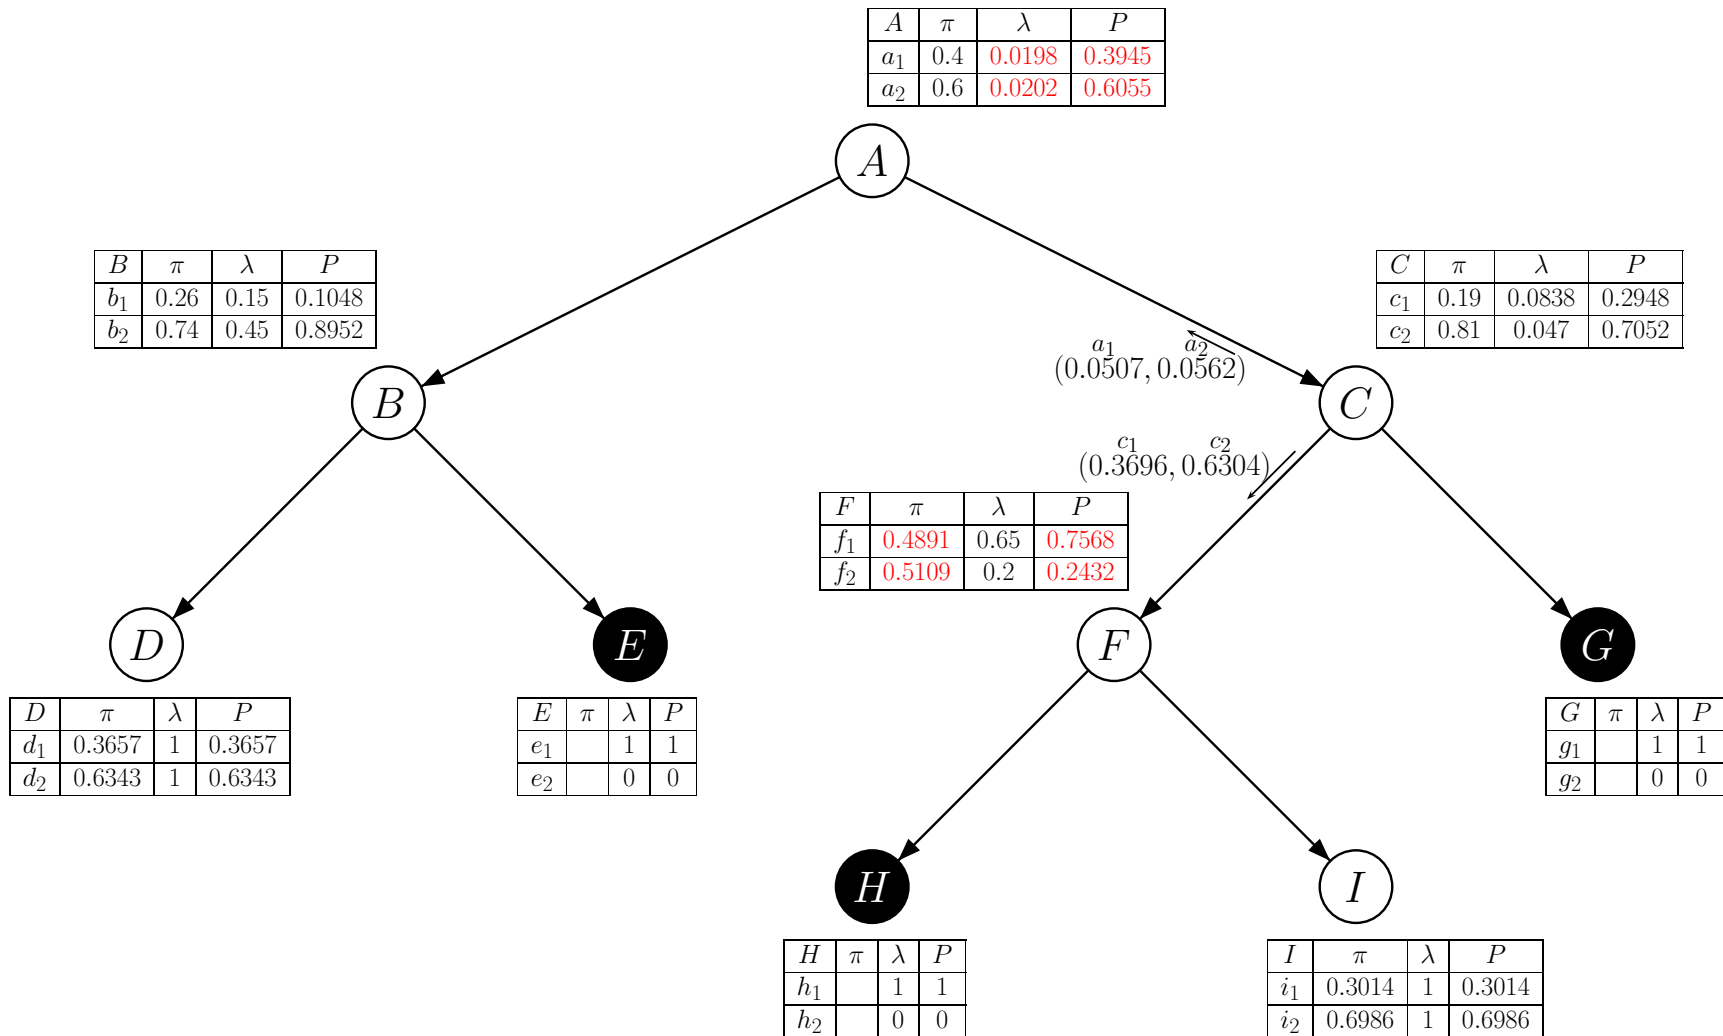 A π λ P
a1 0.4 0.0198 0.3945
a2 0.6 0.0202 0.6055
A
B π λ P
b1 0.26 0.15 0.1048
b2 0.74 0.45 0.8952
C π λ P
c1 0.19 0.0838 0.2948
c2 0.81 0.047 0.7052
a1 a2
(0.0507, 0.0562)
B
C
c1 c2
(0.3696, 0.6304)
F π λ P
f1 0.4891 0.65 0.7568
f2 0.5109 0.2 0.2432
D
E
F
G
D π λ P
d1 0.3657 1 0.3657
d2 0.6343 1 0.6343
E π λ P
e1 1 1
e2 0 0
G π λ P
g1 1 1
g2 0 0
H
I
H π λ P
h1 1 1
h2 0 0
I π λ P
i1 0.3014 1 0.3014
i2 0.6986 1 0.6986